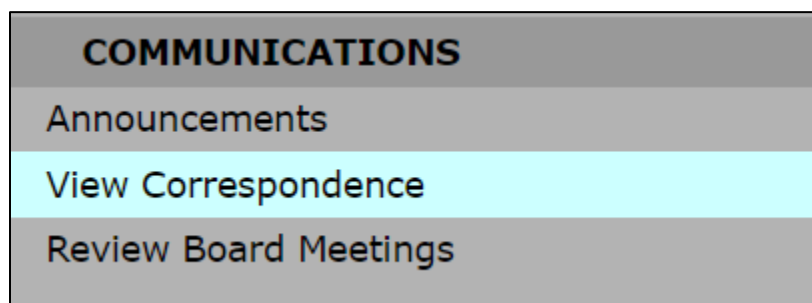 COMMUNICATIONS
Announcements
View Correspondence
Review Board Meetings